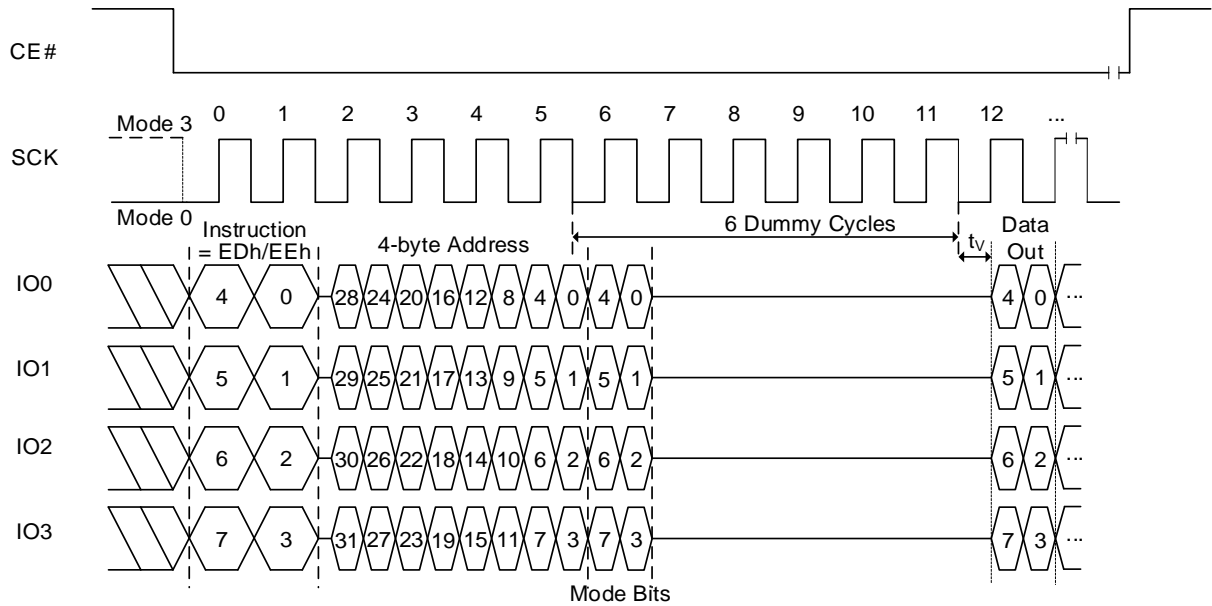 CE#
0 1 2 3 4 5 6 7 8 9 10 11 12 ...
Mode 3
SCK
Mode 0
Instruction
= EDh/EEh
4-byte Address
6 Dummy Cycles
tV
Data
Out
IO0 4 0 28 24 20 16 12 8 4 0 4 0 4 0 ...
IO1 5 1 29 25 21 17 13 9 5 1 5 1 5 1 ...
IO2 6 2 30 26 22 18 14 10 6 2 6 2 6 2 ...
IO3 7 3 31 27 23 19 15 11 7 3 7 3 7 3 ...
Mode Bits